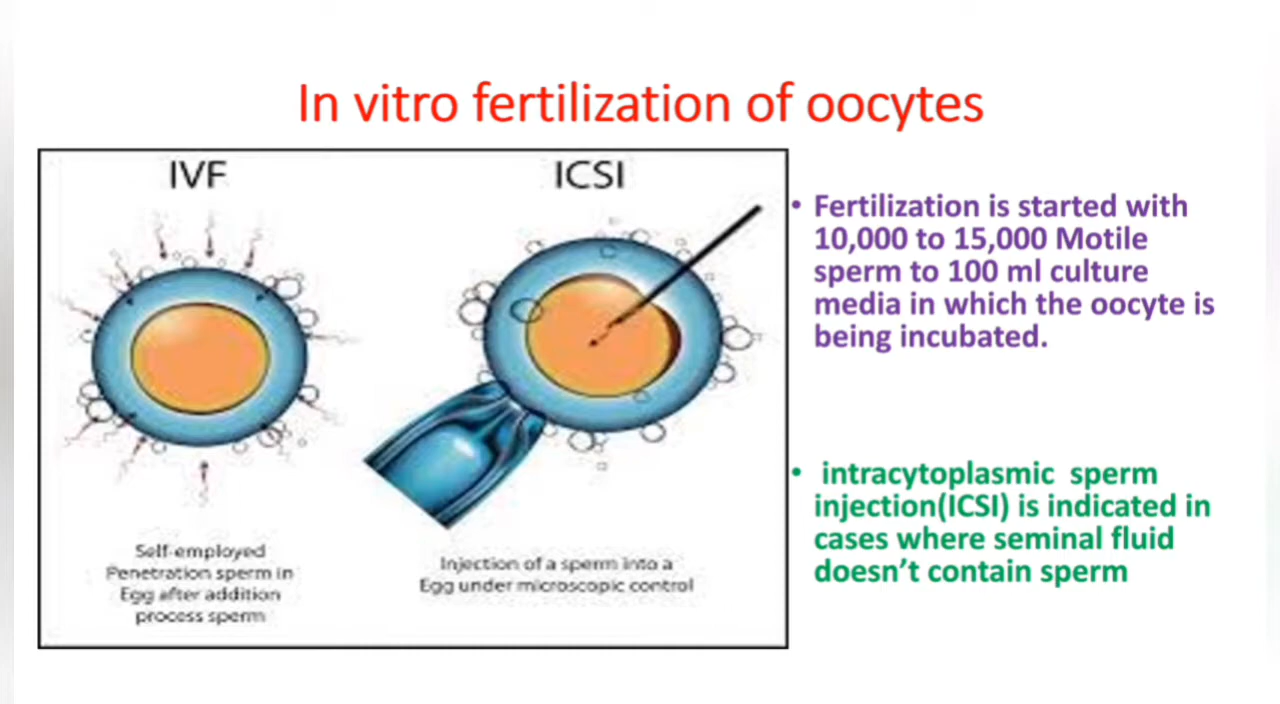 In vitro fertilization of oocytes
IVF
ICSI
Self-employed
Penetration sperm in
Egg after addition
process sperm
Injection of a sperm into a
Egg under microscopic control
• Fertilization is started with
10,000 to 15,000 Motile
sperm to 100 ml culture
media in which the oocyte is
being incubated.
• intracytoplasmic sperm
injection(ICSI) is indicated in
cases where seminal fluid
doesn’t contain sperm